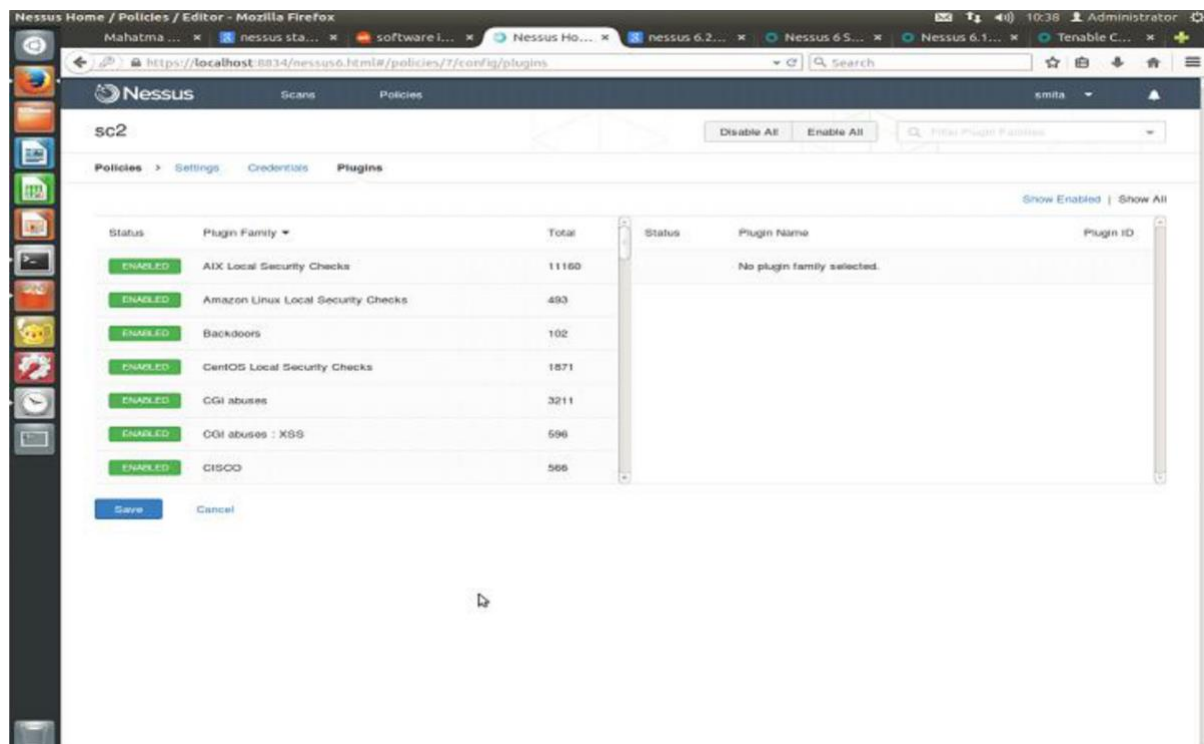 Nessus Home / Policies / Editor - Mozilla Firefox
10:38 Administrator
Mahatma ... × nessus sta... × software i... × Nessus Ho... × nessus 6.2... × Nessus 6 S... × Nessus 6.1... × Tenable C... ×
https://localhost:8834/nessus6.html#/policies/7/config/plugins
Search
Nessus Scans Policies smita
sc2 Disable All Enable All Filter Plugin Families
Policies > Settings Credentials Plugins
Show Enabled | Show All
Status Plugin Family Total Status Plugin Name Plugin ID
ENABLED AIX Local Security Checks 11160 No plugin family selected.
ENABLED Amazon Linux Local Security Checks 493
ENABLED Backdoors 102
ENABLED CentOS Local Security Checks 1871
ENABLED CGI abuses 3211
ENABLED CGI abuses : XSS 596
ENABLED CISCO 566
Save Cancel